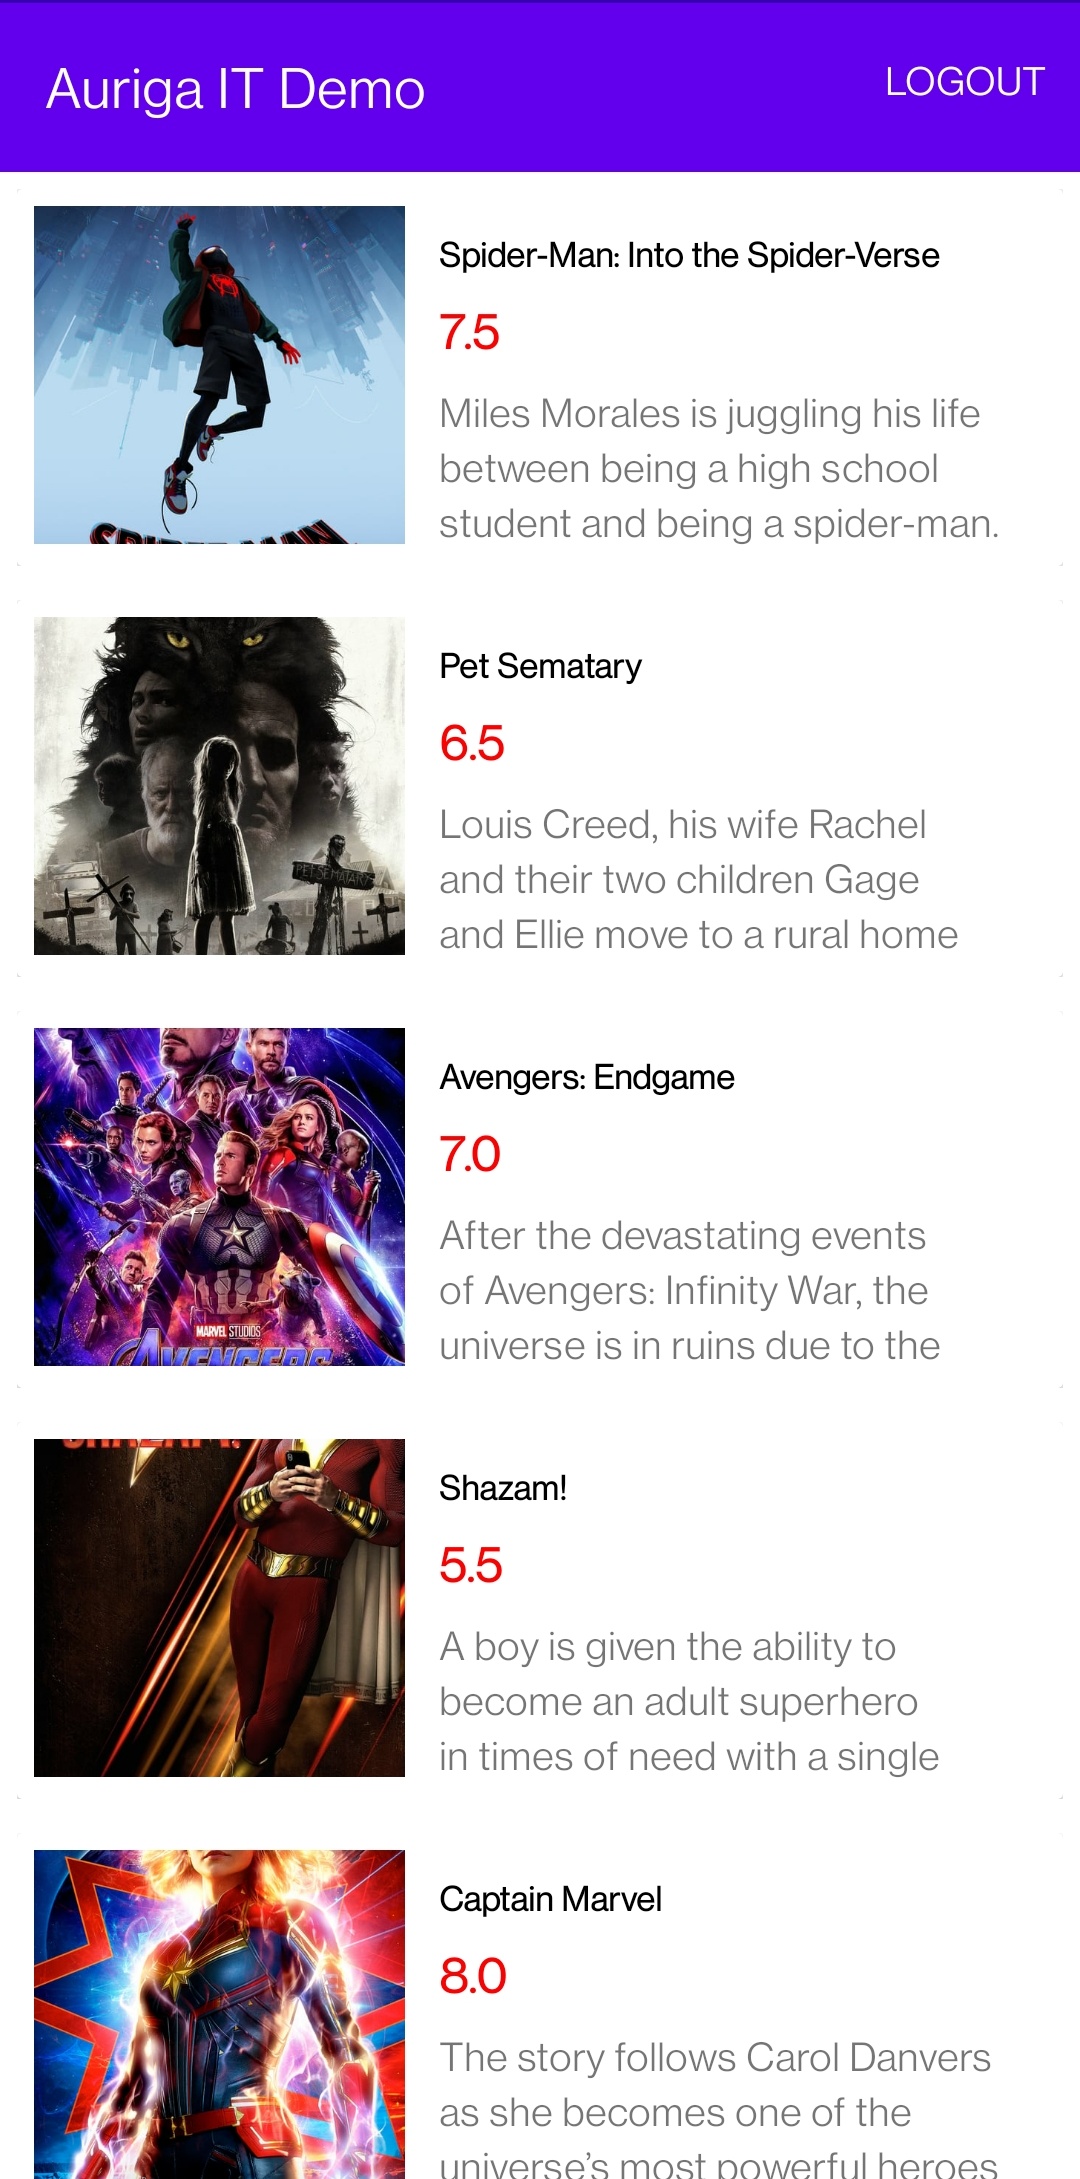 Auriga IT Demo
LOGOUT
Spider-Man: Into the Spider-Verse
7.5
Miles Morales is juggling his life
between being a high school
student and being a spider-man.
SPIDER-MAN
Pet Sematary
6.5
Louis Creed, his wife Rachel
and their two children Gage
and Ellie move to a rural home
PET SEMATARY
Avengers: Endgame
7.0
After the devastating events
of Avengers: Infinity War, the
universe is in ruins due to the
MARVEL STUDIOS
AVENGERS
SHAZAM!
Shazam!
5.5
A boy is given the ability to
become an adult superhero
in times of need with a single
Captain Marvel
8.0
The story follows Carol Danvers
as she becomes one of the
universe’s most powerful heroes